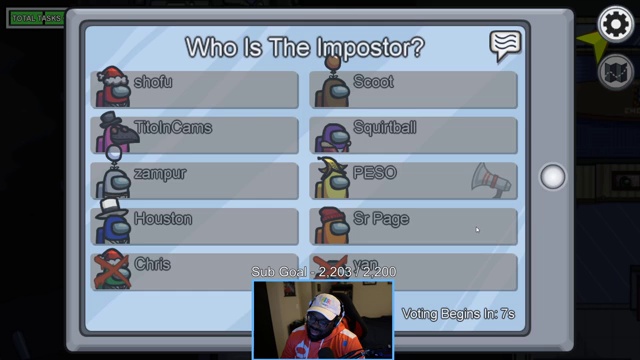 TOTAL TASKS
Who Is The Impostor?
shofu
Scoot
TitoInCams
Squirtball
zampur
PESO
Houston
Sr Page
Chris
yan
Sub Goal - 2,203 / 2,200
Voting Begins In: 7s